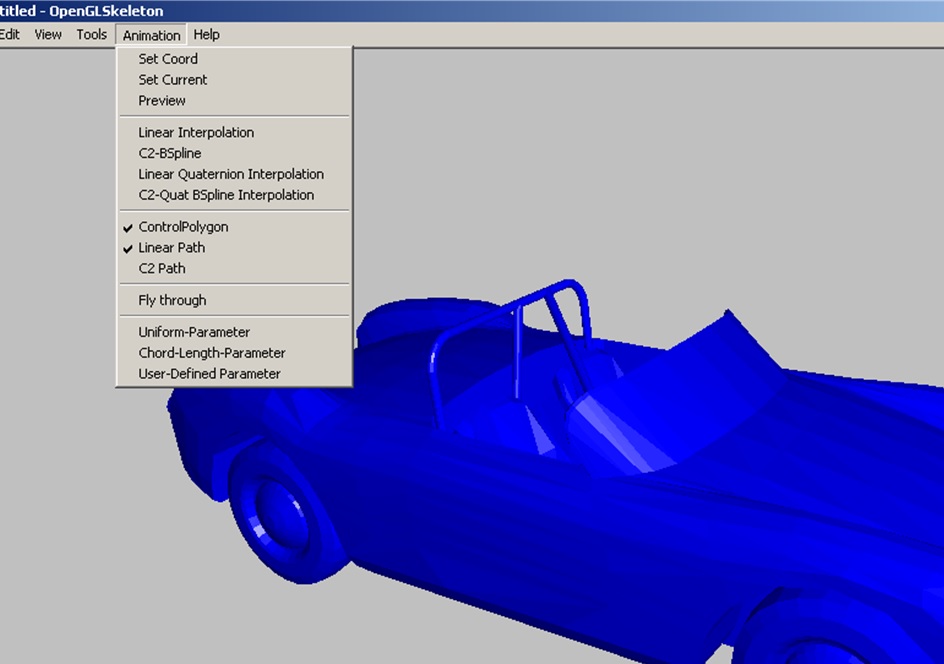 titled - OpenGLSkeleton
Edit View Tools Animation Help
Set Coord
Set Current
Preview
Linear Interpolation
C2-BSpline
Linear Quaternion Interpolation
C2-Quat BSpline Interpolation
ControlPolygon
Linear Path
C2 Path
Fly through
Uniform-Parameter
Chord-Length-Parameter
User-Defined Parameter